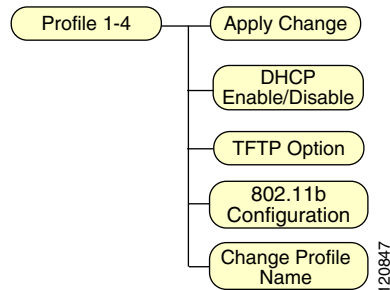 Profile 1-4
Apply Change
DHCP
Enable/Disable
TFTP Option
802.11b
Configuration
Change Profile
Name
120847